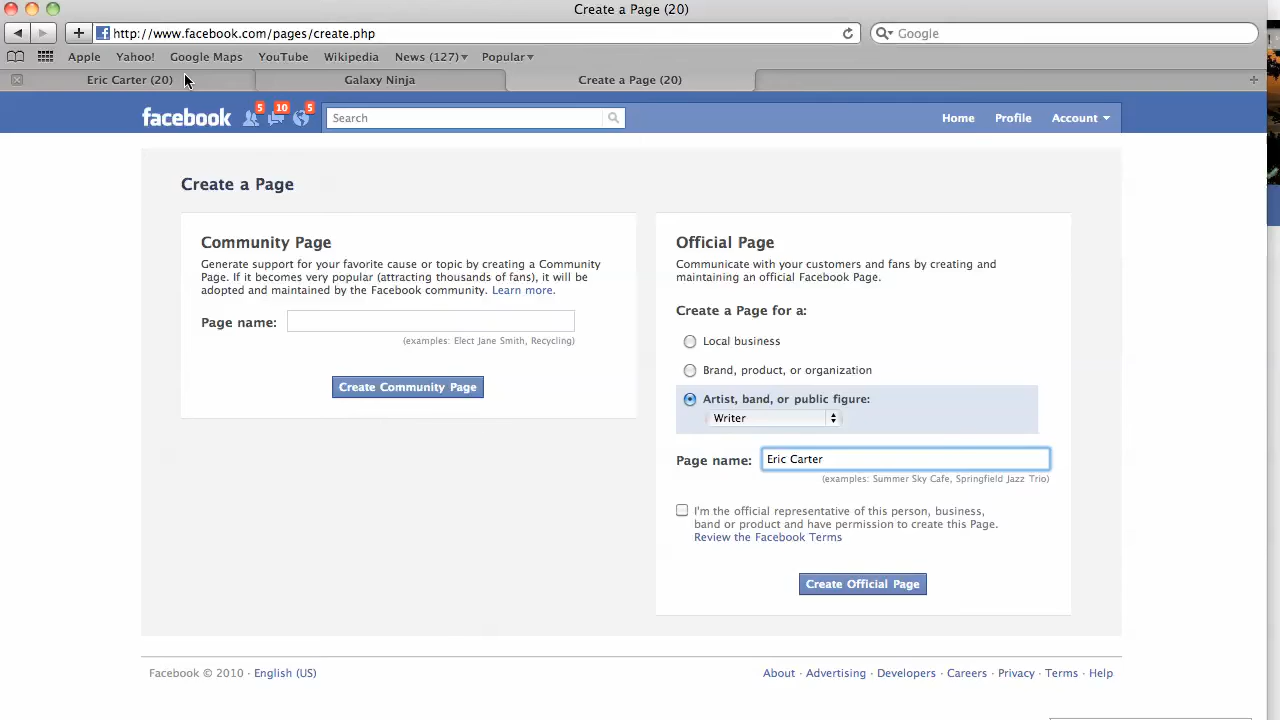 Create a Page (20)
http://www.facebook.com/pages/create.php
Google
Apple Yahoo! Google Maps YouTube Wikipedia News (127) Popular
Eric Carter (20) Galaxy Ninja Create a Page (20)
facebook 5 10 5 Search Home Profile Account
Create a Page
Community Page
Generate support for your favorite cause or topic by creating a Community
Page. If it becomes very popular (attracting thousands of fans), it will be
adopted and maintained by the Facebook community. Learn more.
Page name:
(examples: Elect Jane Smith, Recycling)
Create Community Page
Official Page
Communicate with your customers and fans by creating and
maintaining an official Facebook Page.
Create a Page for a:
Local business
Brand, product, or organization
Artist, band, or public figure:
Writer
Page name: Eric Carter
(examples: Summer Sky Cafe, Springfield Jazz Trio)
I'm the official representative of this person, business,
band or product and have permission to create this Page.
Review the Facebook Terms
Create Official Page
Facebook © 2010 · English (US)
About · Advertising · Developers · Careers · Privacy · Terms · Help